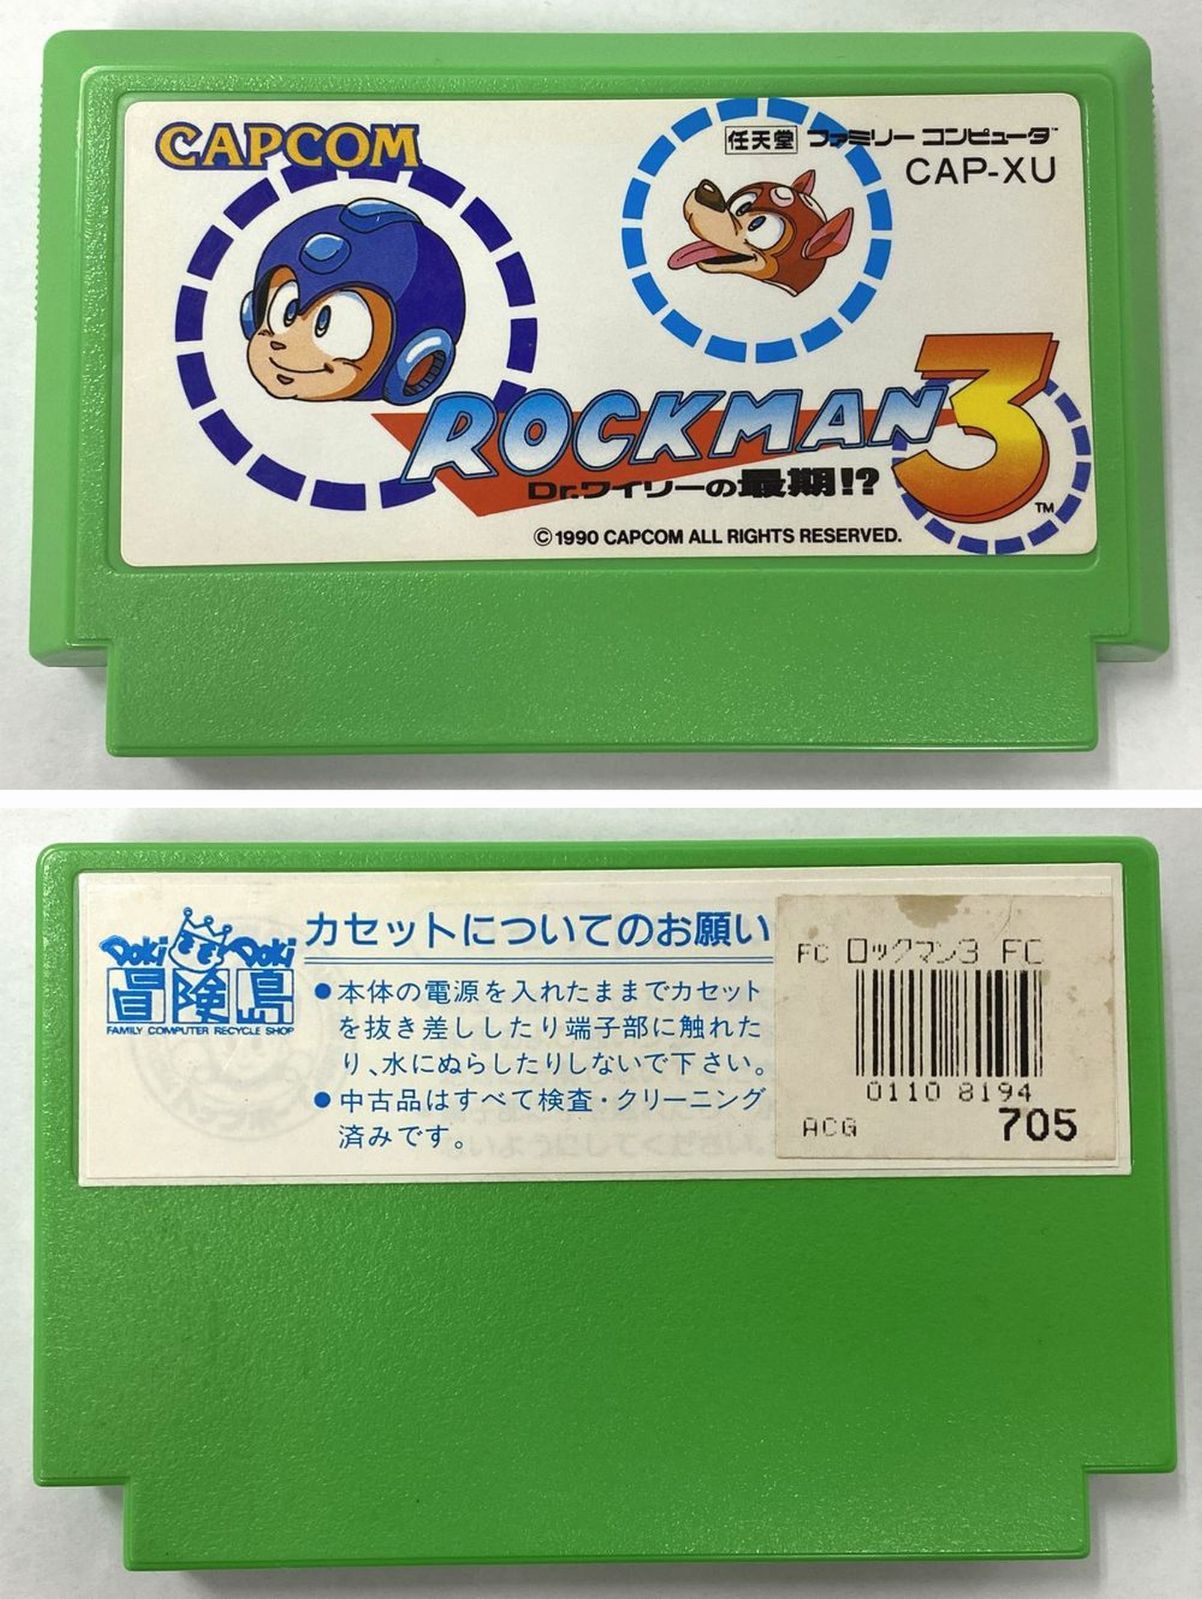 CAPCOM
任天堂 ファミリー コンピュータ™
CAP-XU
ROCKMAN 3
Dr.ワイリーの最期!?
TM
©1990 CAPCOM ALL RIGHTS RESERVED.
Doki Doki
冒険島
FAMILY COMPUTER RECYCLE SHOP
カセットについてのお願い
●本体の電源を入れたままでカセット
を抜き差ししたり端子部に触れた
り、水にぬらしたりしないで下さい。
●中古品はすべて検査・クリーニング
済みです。
FC ロックマン3 FC
0110 8194
ACG 705